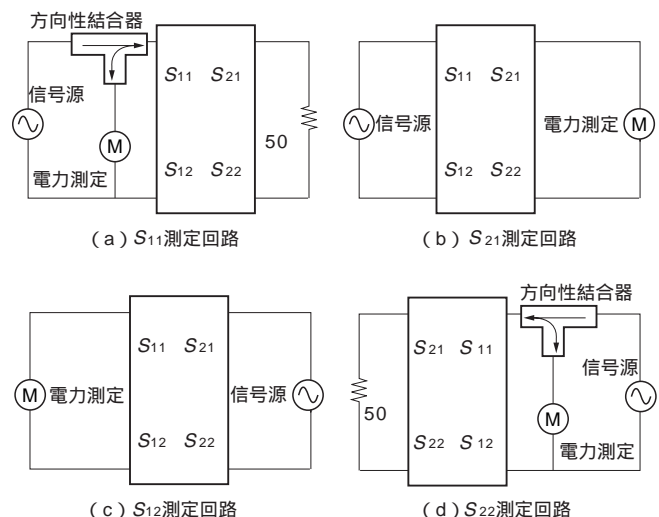 方向性結合器
信号源
M
電力測定
S11 S21
S12 S22
50
(a)S11測定回路
信号源
S11 S21
S12 S22
電力測定 M
(b)S21測定回路
M 電力測定
S11 S21
S12 S22
信号源
(c)S12測定回路
方向性結合器
50
S21 S11
S22 S12
信号源
M
電力測定
(d)S22測定回路